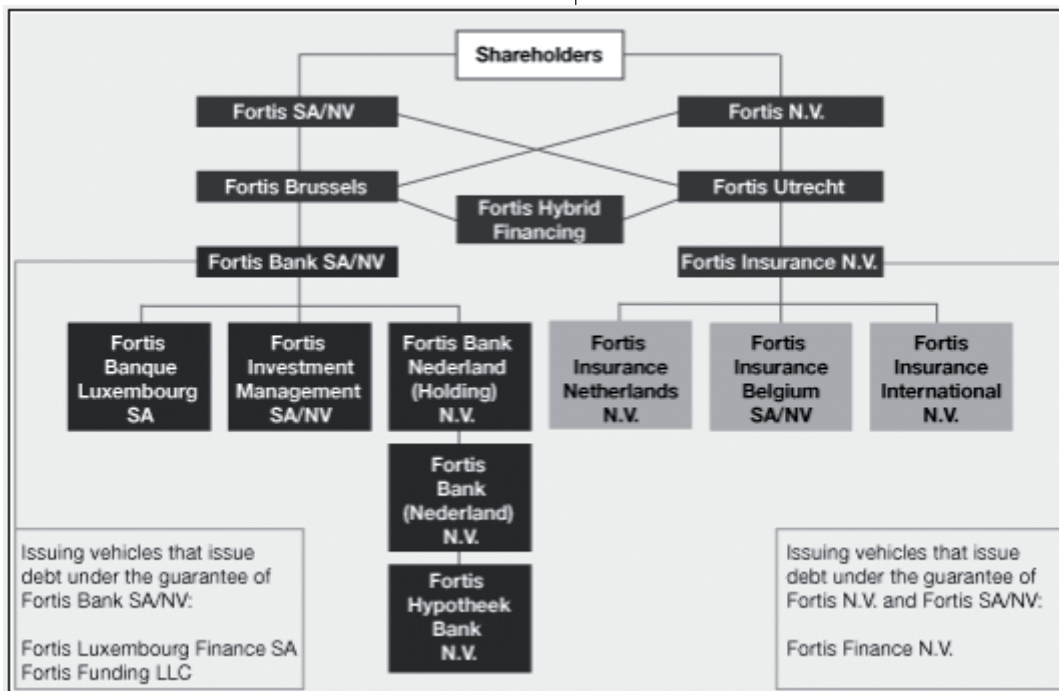 Shareholders
Fortis SA/NV
Fortis N.V.
Fortis Brussels
Fortis Utrecht
Fortis Hybrid
Financing
Fortis Bank SA/NV
Fortis Insurance N.V.
Fortis
Banque
Luxembourg
SA
Fortis
Investment
Management
SA/NV
Fortis Bank
Nederland
(Holding)
N.V.
Fortis
Insurance
Netherlands
N.V.
Fortis
Insurance
Belgium
SA/NV
Fortis
Insurance
International
N.V.
Fortis
Bank
(Nederland)
N.V.
Fortis
Hypotheek
Bank
N.V.
Issuing vehicles that issue
debt under the guarantee of
Fortis Bank SA/NV:
Fortis Luxembourg Finance SA
Fortis Funding LLC
Issuing vehicles that issue
debt under the guarantee of
Fortis N.V. and Fortis SA/NV:
Fortis Finance N.V.